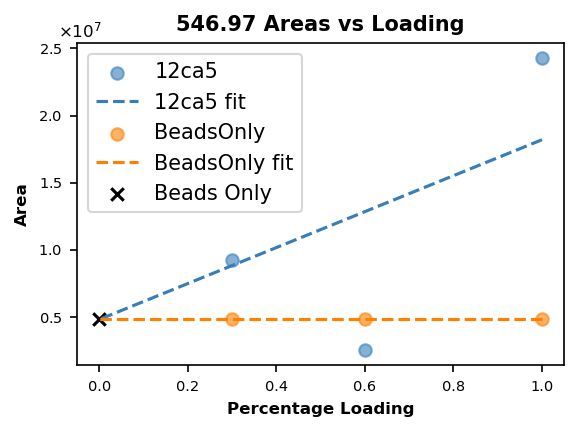 546.97 Areas vs Loading
×10⁷
2.5
2.0
1.5
1.0
0.5
Area
12ca5
12ca5 fit
BeadsOnly
BeadsOnly fit
Beads Only
0.0 0.2 0.4 0.6 0.8 1.0
Percentage Loading